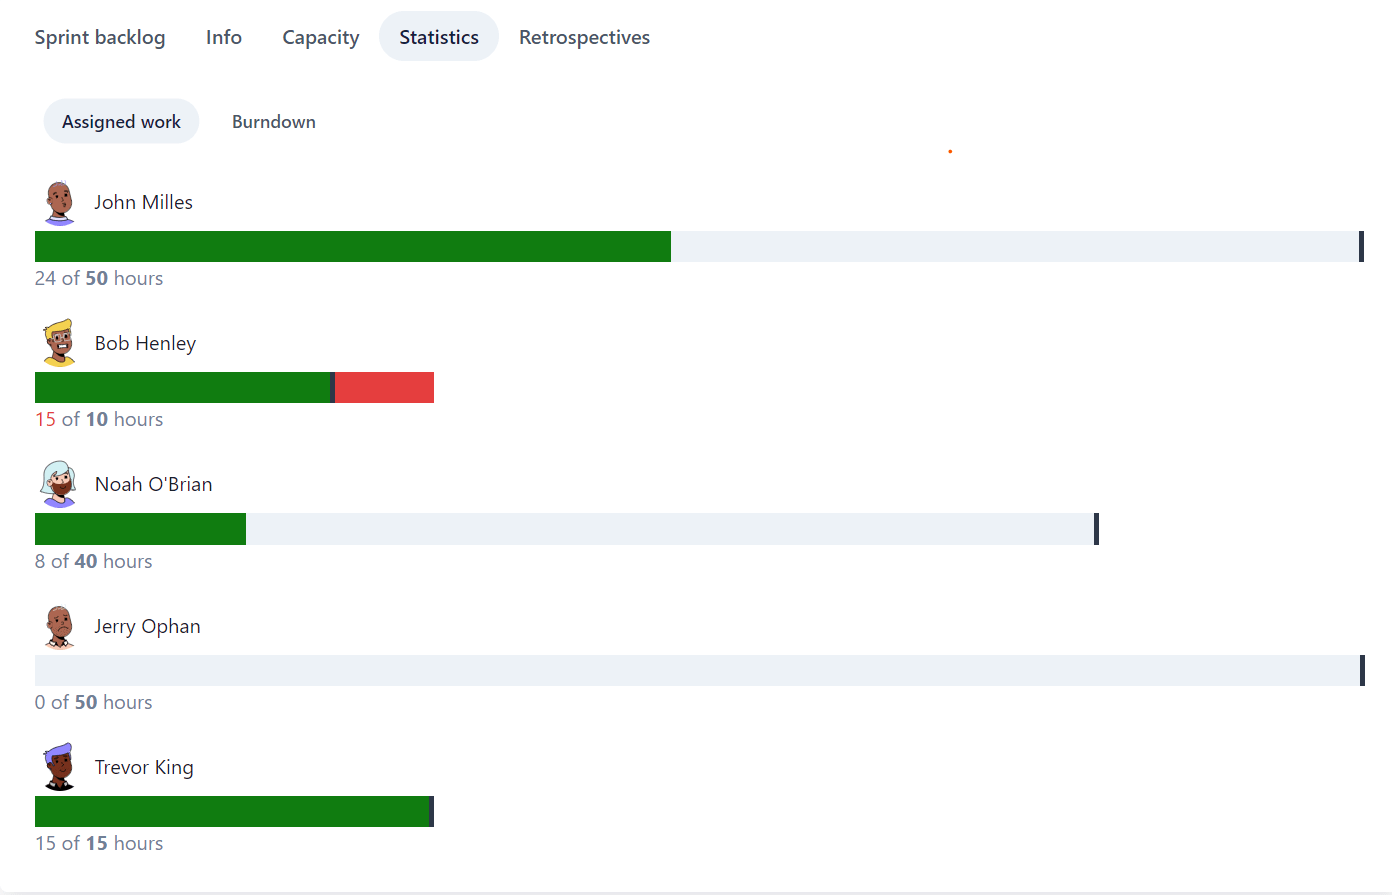 Sprint backlog Info Capacity Statistics Retrospectives
Assigned work Burndown
John Milles
24 of 50 hours
Bob Henley
15 of 10 hours
Noah O'Brian
8 of 40 hours
Jerry Ophan
0 of 50 hours
Trevor King
15 of 15 hours